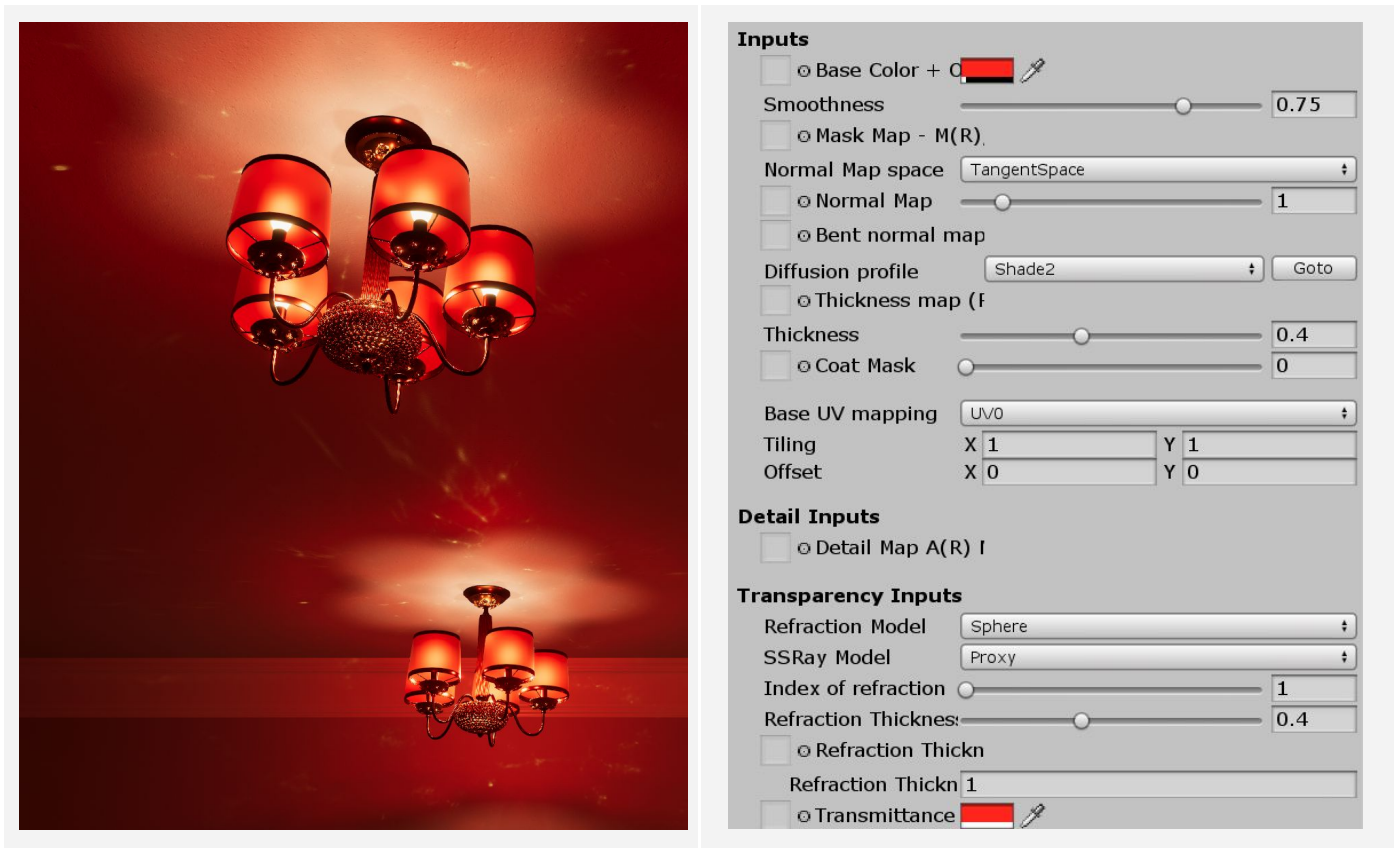 Inputs
Base Color + O
Smoothness 0.75
Mask Map - M(R),
Normal Map space TangentSpace
Normal Map 1
Bent normal map
Diffusion profile Shade2 Goto
Thickness map (F
Thickness 0.4
Coat Mask 0
Base UV mapping UV0
Tiling X 1 Y 1
Offset X 0 Y 0
Detail Inputs
Detail Map A(R)
Transparency Inputs
Refraction Model Sphere
SSRay Model Proxy
Index of refraction 1
Refraction Thickness 0.4
Refraction Thickn
Refraction Thickn 1
Transmittance